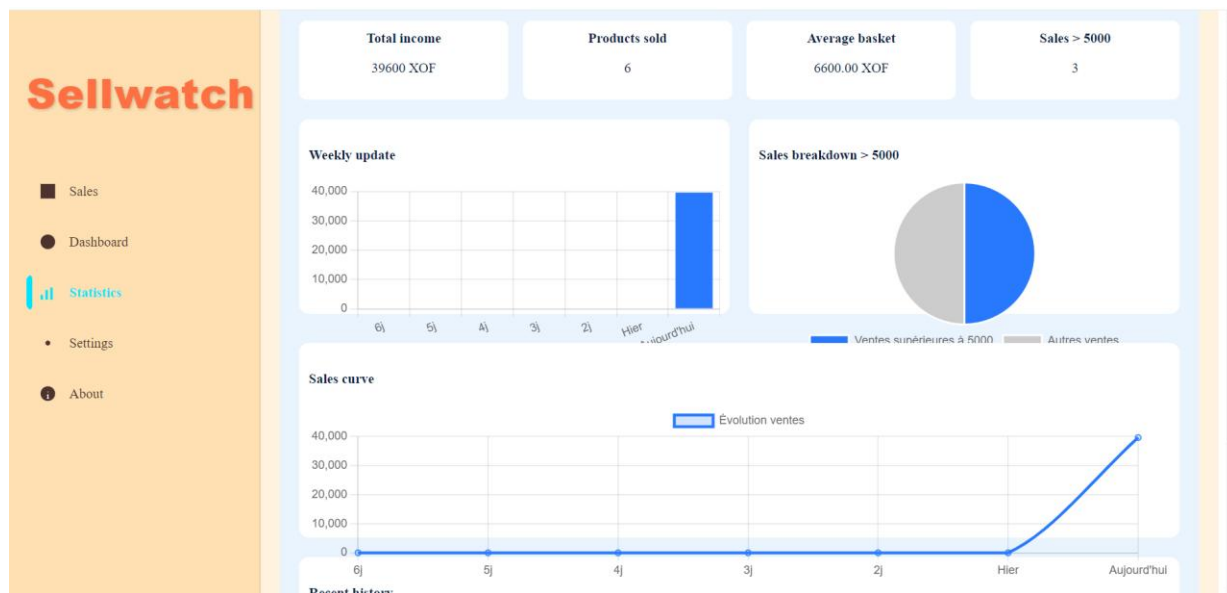 Sellwatch
Sales
Dashboard
Statistics
Settings
About
Total income
39600 XOF
Products sold
6
Average basket
6600.00 XOF
Sales > 5000
3
Weekly update
40,000
30,000
20,000
10,000
0
6j
5j
4j
3j
2j
Hier
Sales breakdown > 5000
Ventes supérieures à 5000
Autres ventes
Sales curve
Évolution ventes
40,000
30,000
20,000
10,000
0
6j
5j
4j
3j
2j
Hier
Aujourd'hui
Recent history